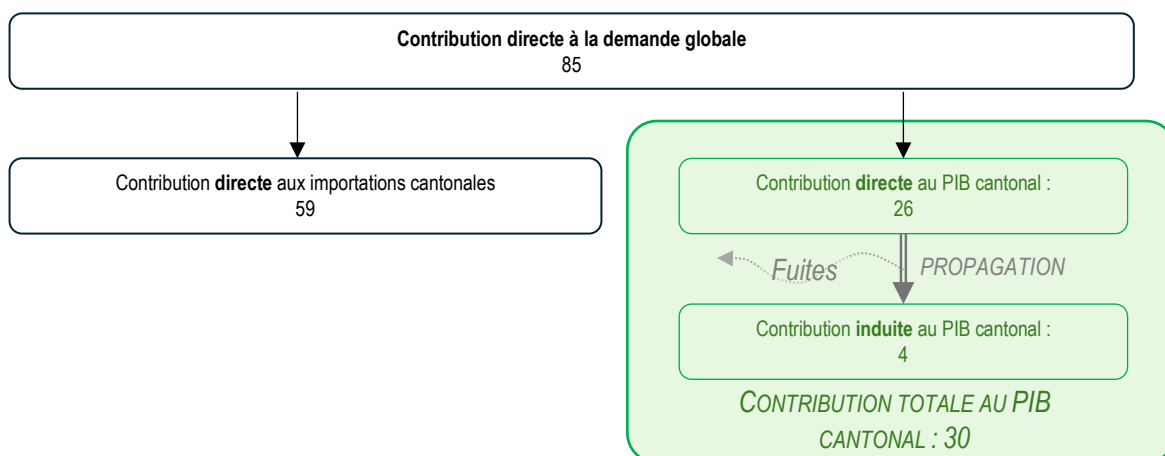 Contribution directe à la demande globale
85
Contribution directe aux importations cantonales
59
Contribution directe au PIB cantonal :
26
Fuites
PROPAGATION
Contribution induite au PIB cantonal :
4
CONTRIBUTION TOTALE AU PIB
CANTONAL : 30